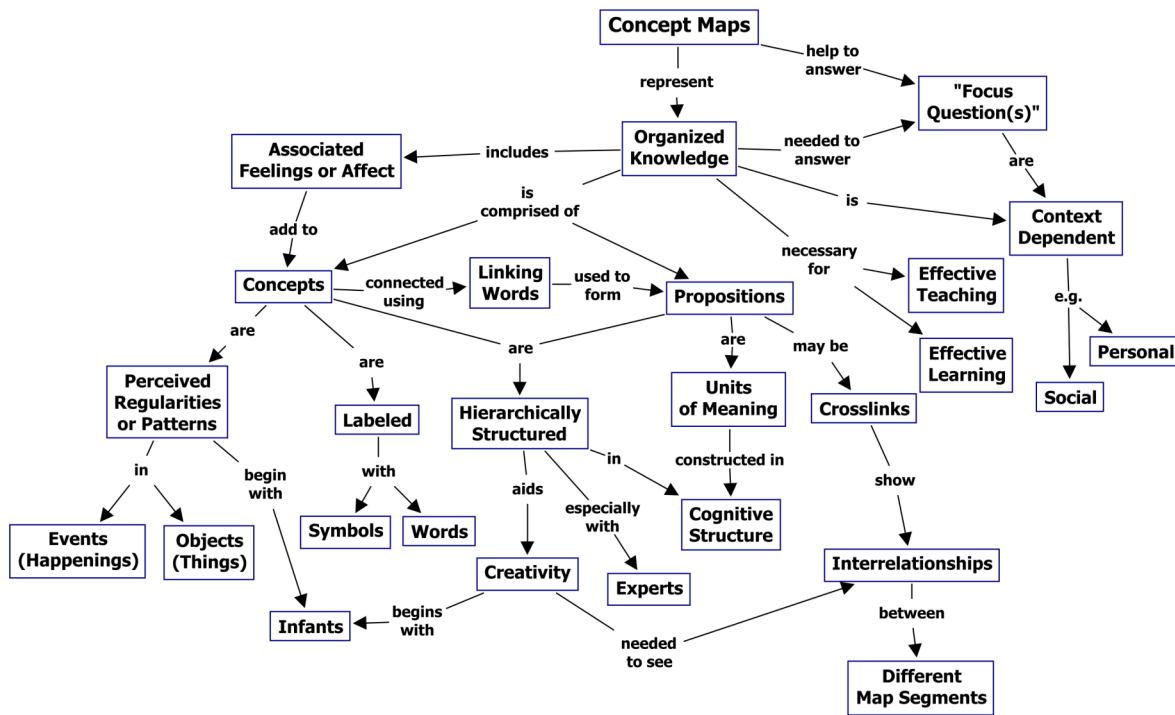 Concept Maps
help to
answer
represent
"Focus
Question(s)"
Organized
Knowledge
needed to
answer
Associated
Feelings or Affect
includes
are
is
comprised of
is
Context
Dependent
add to
necessary
for
Concepts
connected
using
Linking
Words
used to
form
Propositions
Effective
Teaching
e.g.
are
are
are
are
may be
Effective
Learning
Personal
Social
Perceived
Regularities
or Patterns
Labeled
Hierarchically
Structured
Units
of Meaning
Crosslinks
in
begin
with
with
aids
in
especially
with
constructed in
show
Events
(Happenings)
Objects
(Things)
Symbols
Words
Cognitive
Structure
Creativity
Experts
Interrelationships
Infants
begins
with
needed
to see
between
Different
Map Segments